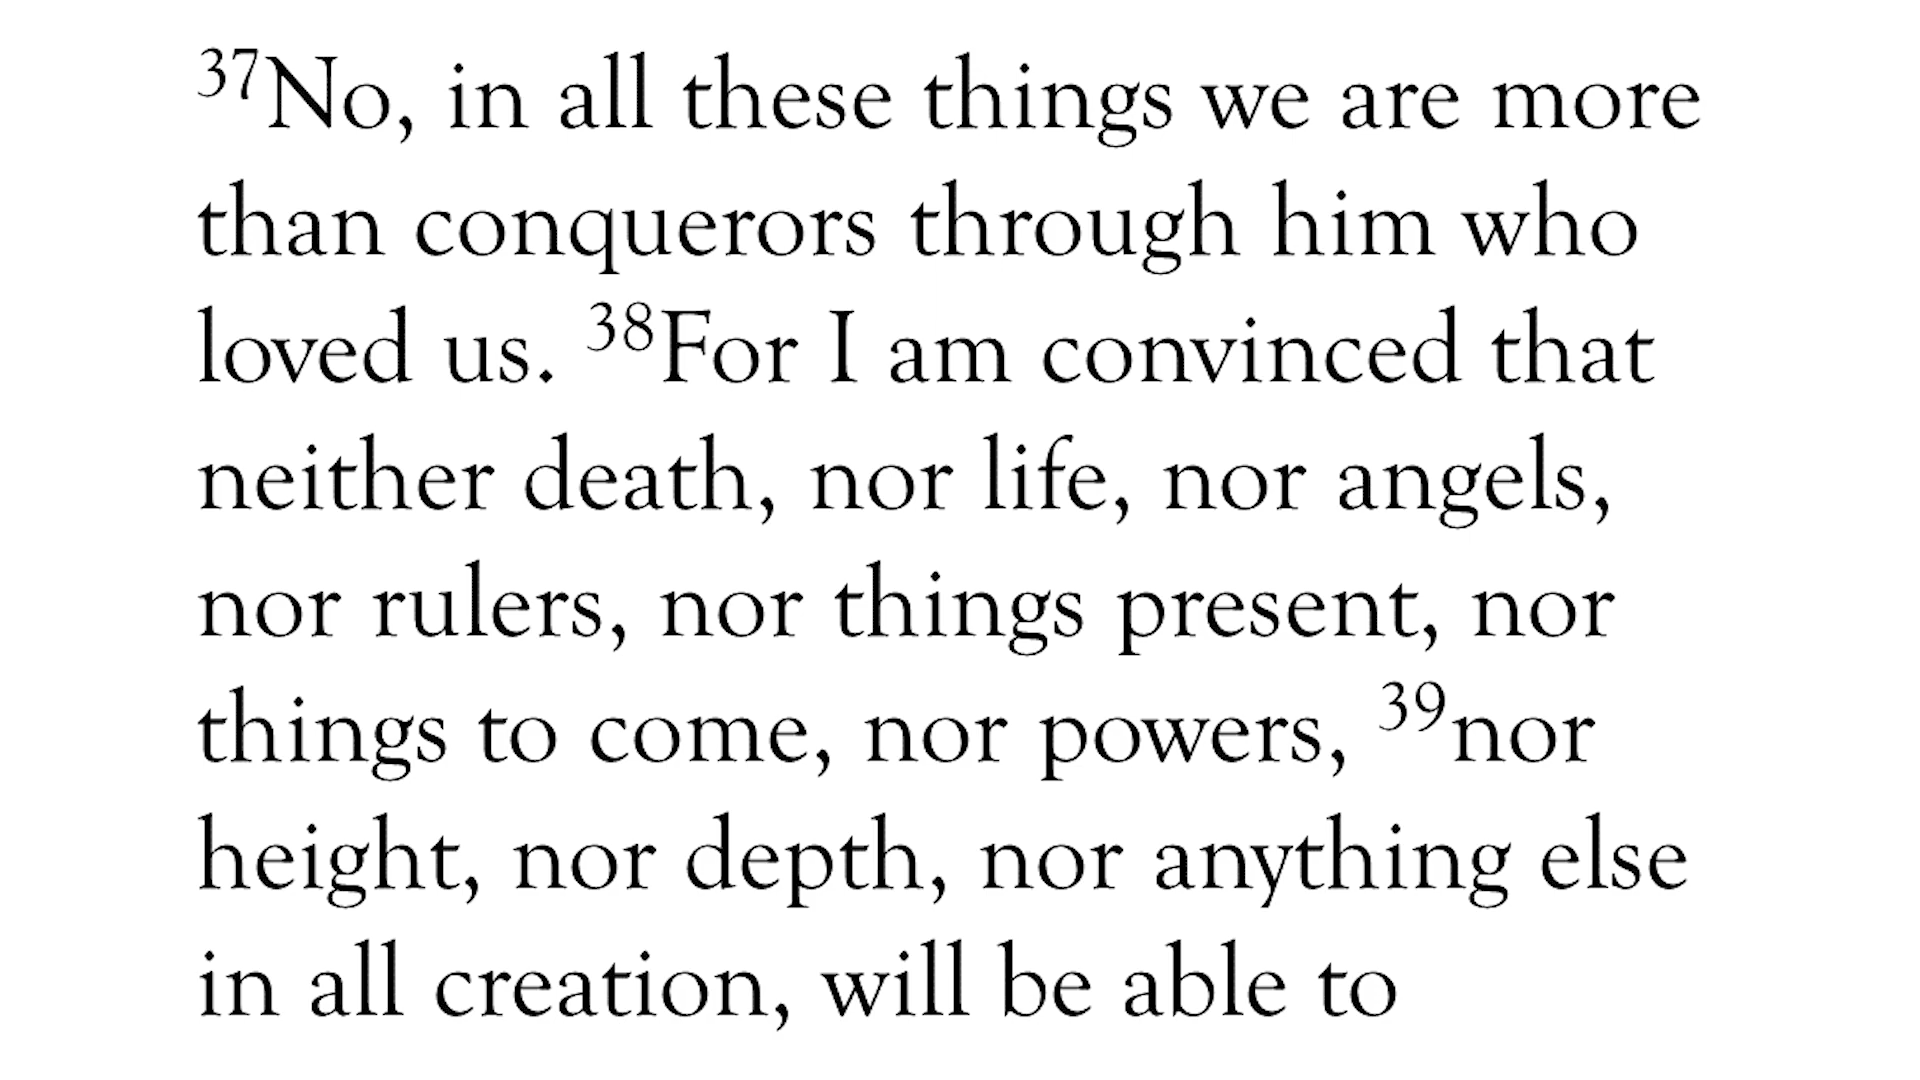 37No, in all these things we are more
than conquerors through him who
loved us. 38For I am convinced that
neither death, nor life, nor angels,
nor rulers, nor things present, nor
things to come, nor powers, 39nor
height, nor depth, nor anything else
in all creation, will be able to